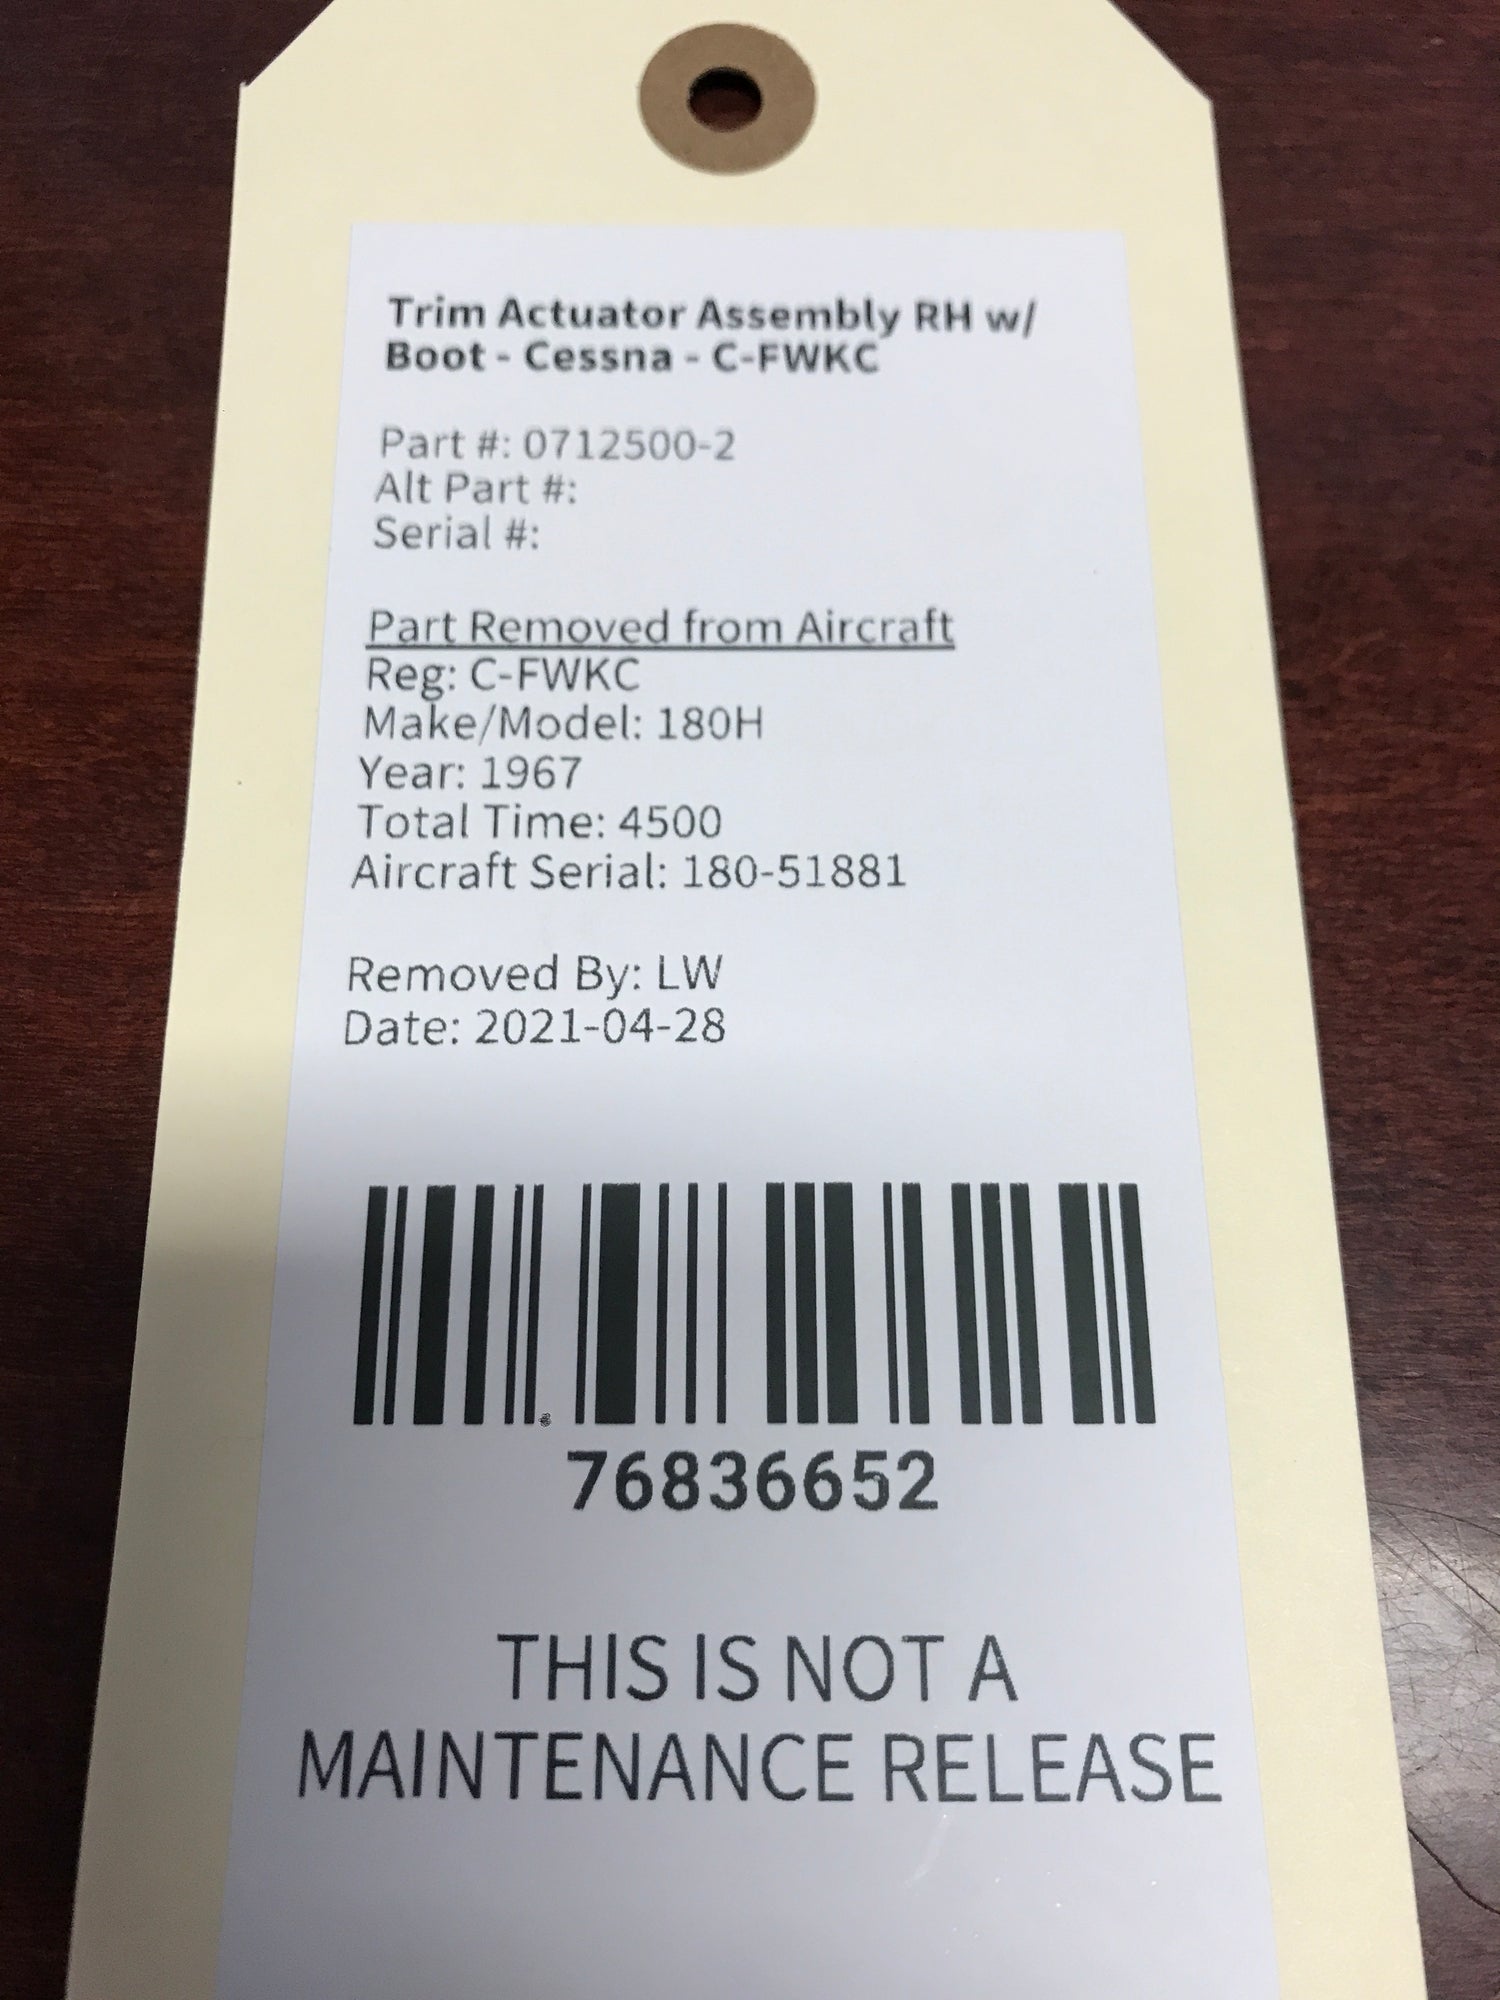 Trim Actuator Assembly RH w/
Boot - Cessna - C-FWKC
Part #: 0712500-2
Alt Part #:
Serial #:
Part Removed from Aircraft
Reg: C-FWKC
Make/Model: 180H
Year: 1967
Total Time: 4500
Aircraft Serial: 180-51881
Removed By: LW
Date: 2021-04-28
76836652
THIS IS NOT A
MAINTENANCE RELEASE